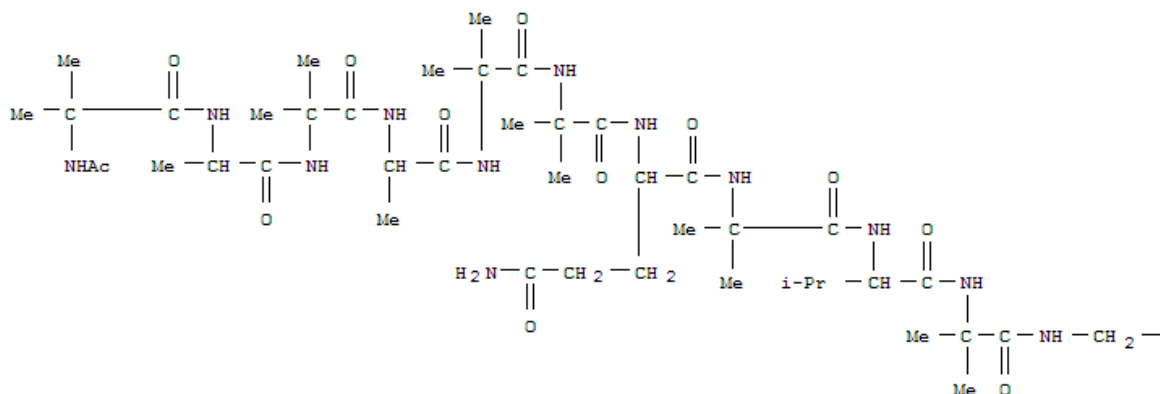 Me O
Me O Me O Me C C NH
Me C C NH Me C C NH O Me C C NH O
NHAc Me CH C NH CH C NH Me O CH C NH O
O Me Me C C NH O
H2N C CH2 CH2 Me i-Pr CH C NH
O Me C C NH CH2
Me O